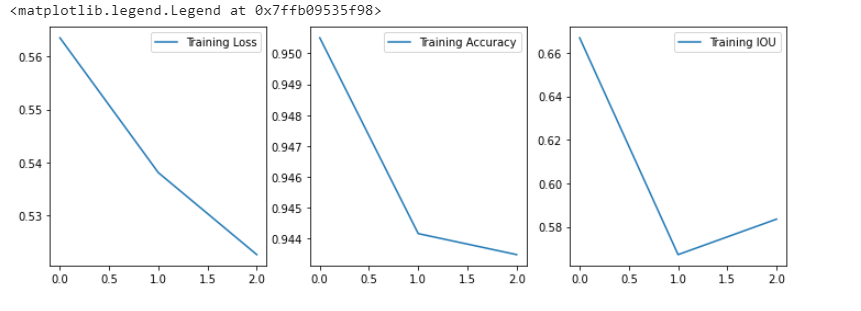 <matplotlib.legend.Legend at 0x7ffb09535f98>
Training Loss
0.56
0.55
0.54
0.53
0.0 0.5 1.0 1.5 2.0
Training Accuracy
0.950
0.949
0.948
0.947
0.946
0.945
0.944
0.0 0.5 1.0 1.5 2.0
Training IOU
0.66
0.64
0.62
0.60
0.58
0.0 0.5 1.0 1.5 2.0